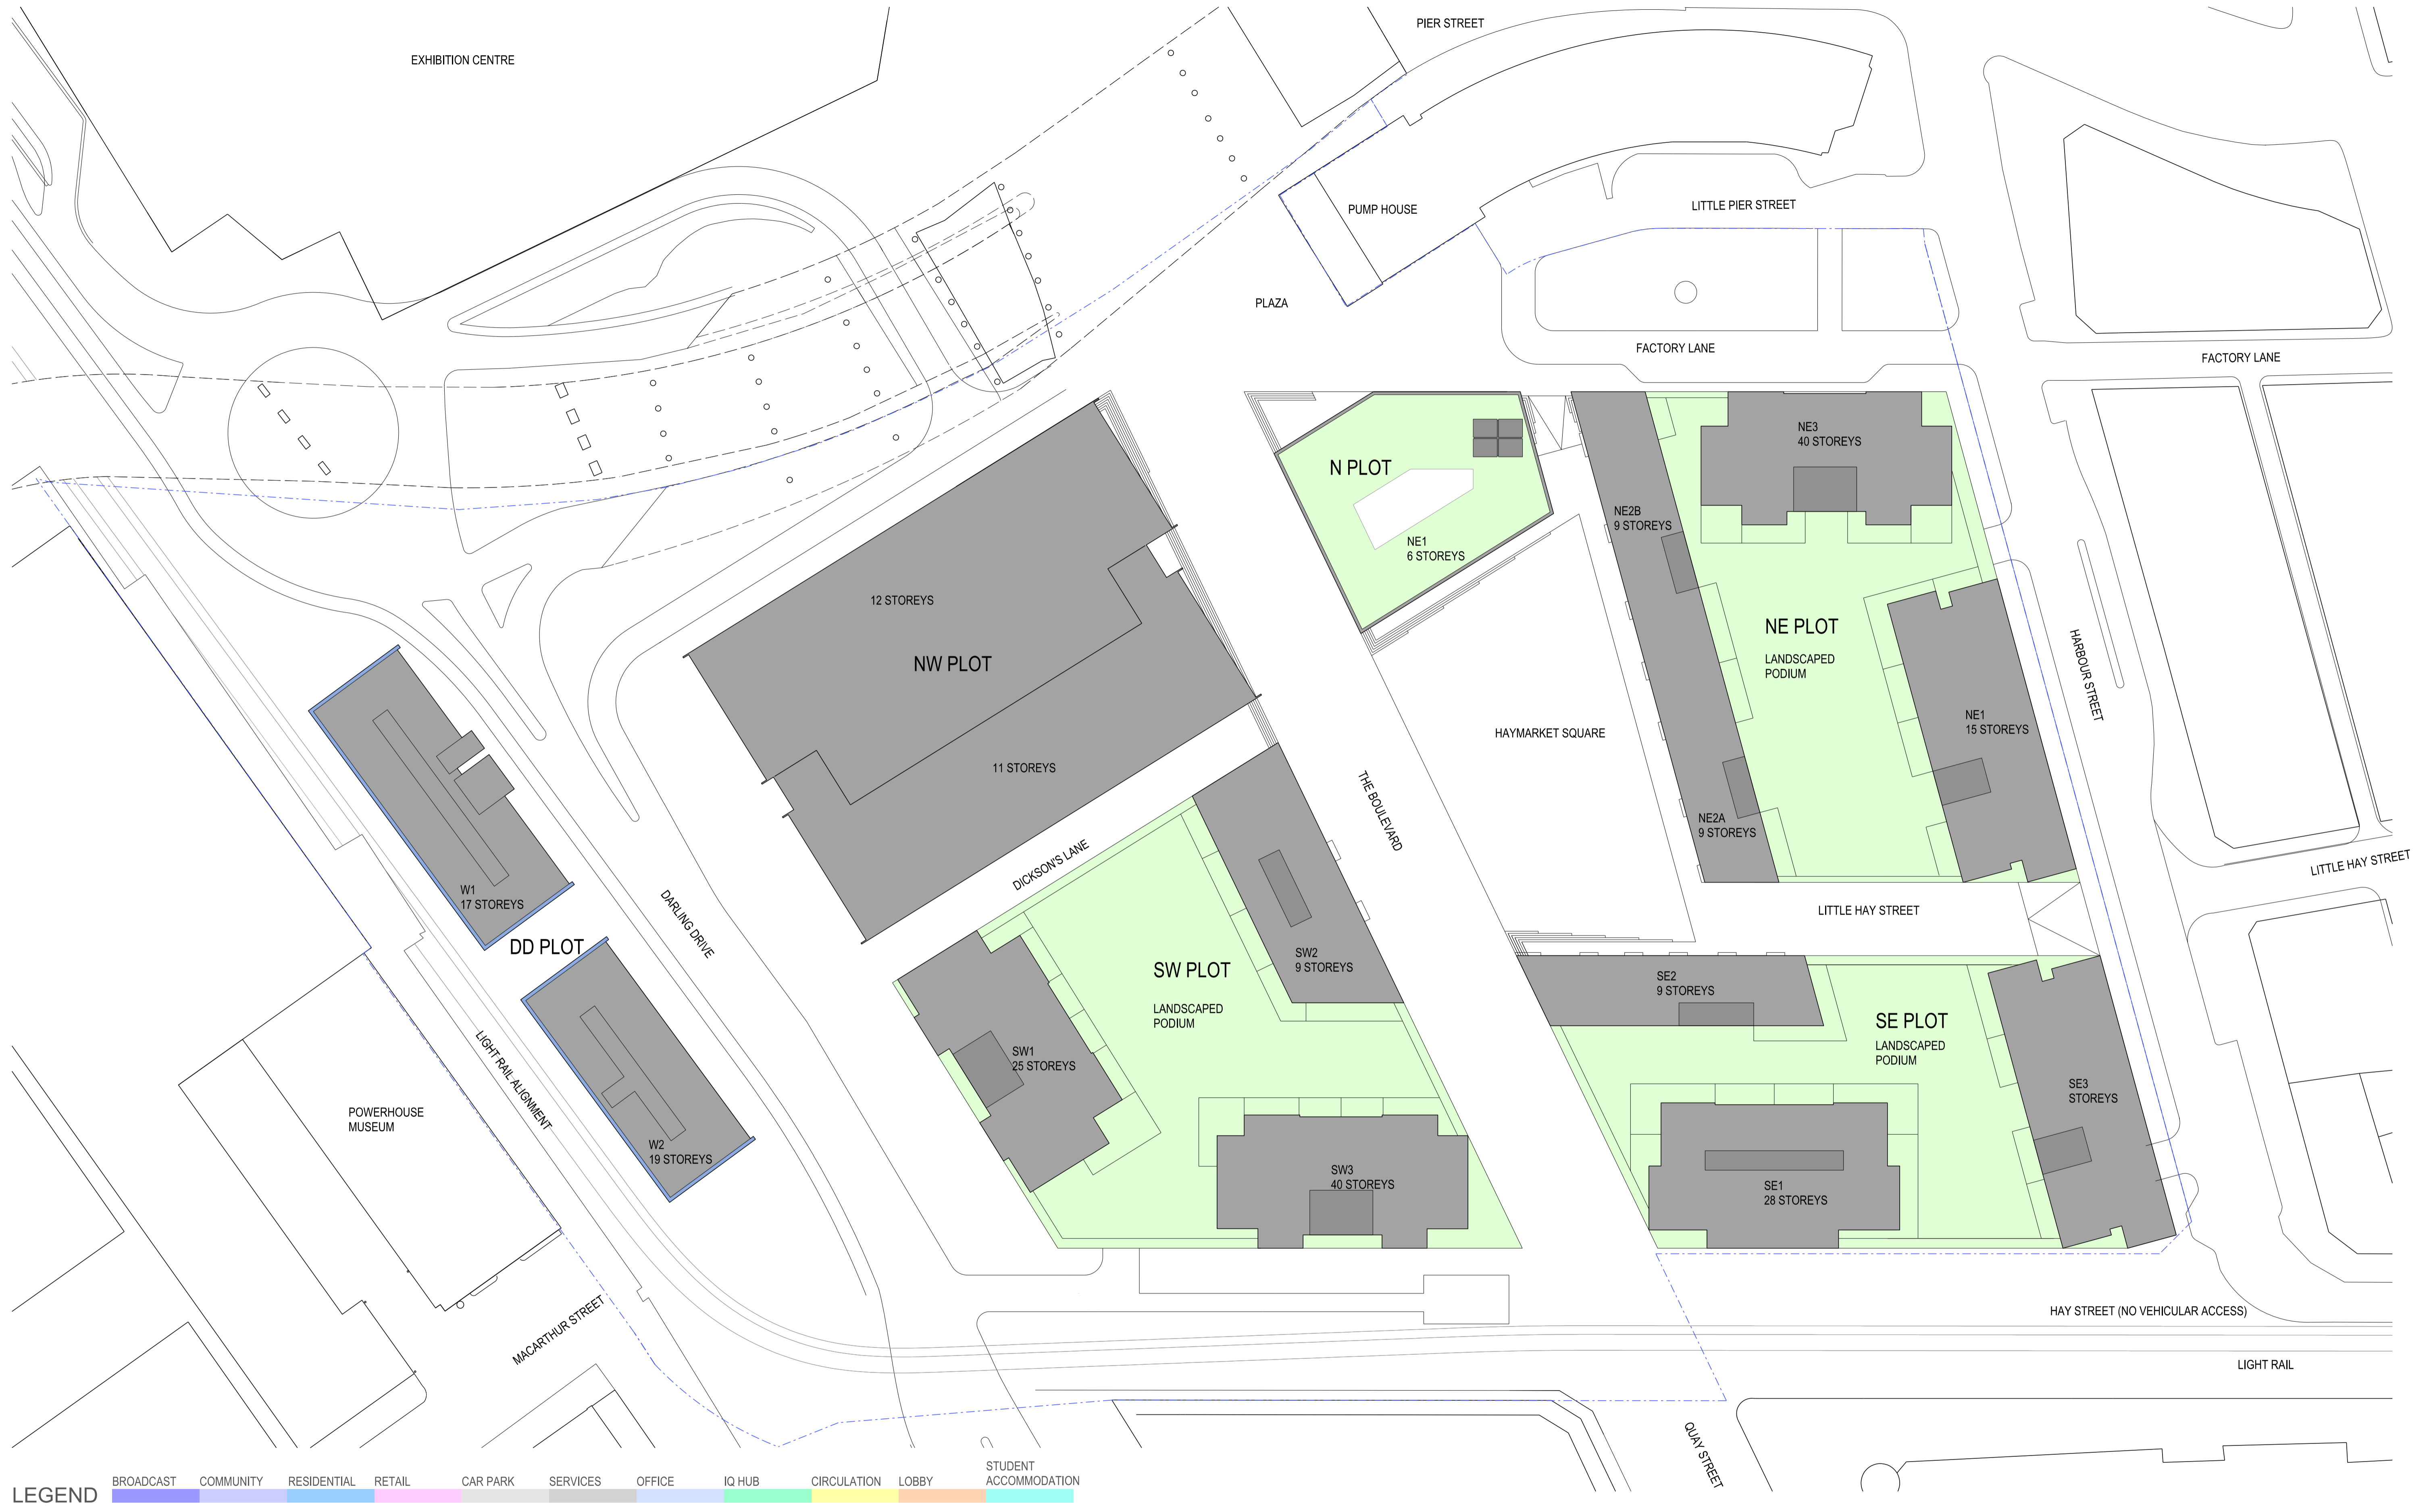 PIER STREET
EXHIBITION CENTRE
LITTLE PIER STREET
PUMP HOUSE
PLAZA
FACTORY LANE
FACTORY LANE
NE3
40 STOREYS
N PLOT
NE2B
9 STOREYS
NE1
6 STOREYS
12 STOREYS
NE PLOT
LANDSCAPED
PODIUM
NW PLOT
HARBOUR STREET
NE1
15 STOREYS
HAYMARKET SQUARE
11 STOREYS
THE BOULEVARD
NE2A
9 STOREYS
DICKSON'S LANE
LITTLE HAY STREET
W1
17 STOREYS
DARLING DRIVE
LITTLE HAY STREET
DD PLOT
SW2
9 STOREYS
SW PLOT
LANDSCAPED
PODIUM
SE2
9 STOREYS
SE PLOT
LANDSCAPED
PODIUM
SW1
25 STOREYS
LIGHT RAIL ALIGNMENT
SE3
STOREYS
POWERHOUSE
MUSEUM
W2
19 STOREYS
SW3
40 STOREYS
SE1
28 STOREYS
MACARTHUR STREET
HAY STREET (NO VEHICULAR ACCESS)
LIGHT RAIL
QUAY STREET
LEGEND
BROADCAST
COMMUNITY
RESIDENTIAL
RETAIL
CAR PARK
SERVICES
OFFICE
IQ HUB
CIRCULATION
LOBBY
STUDENT
ACCOMMODATION